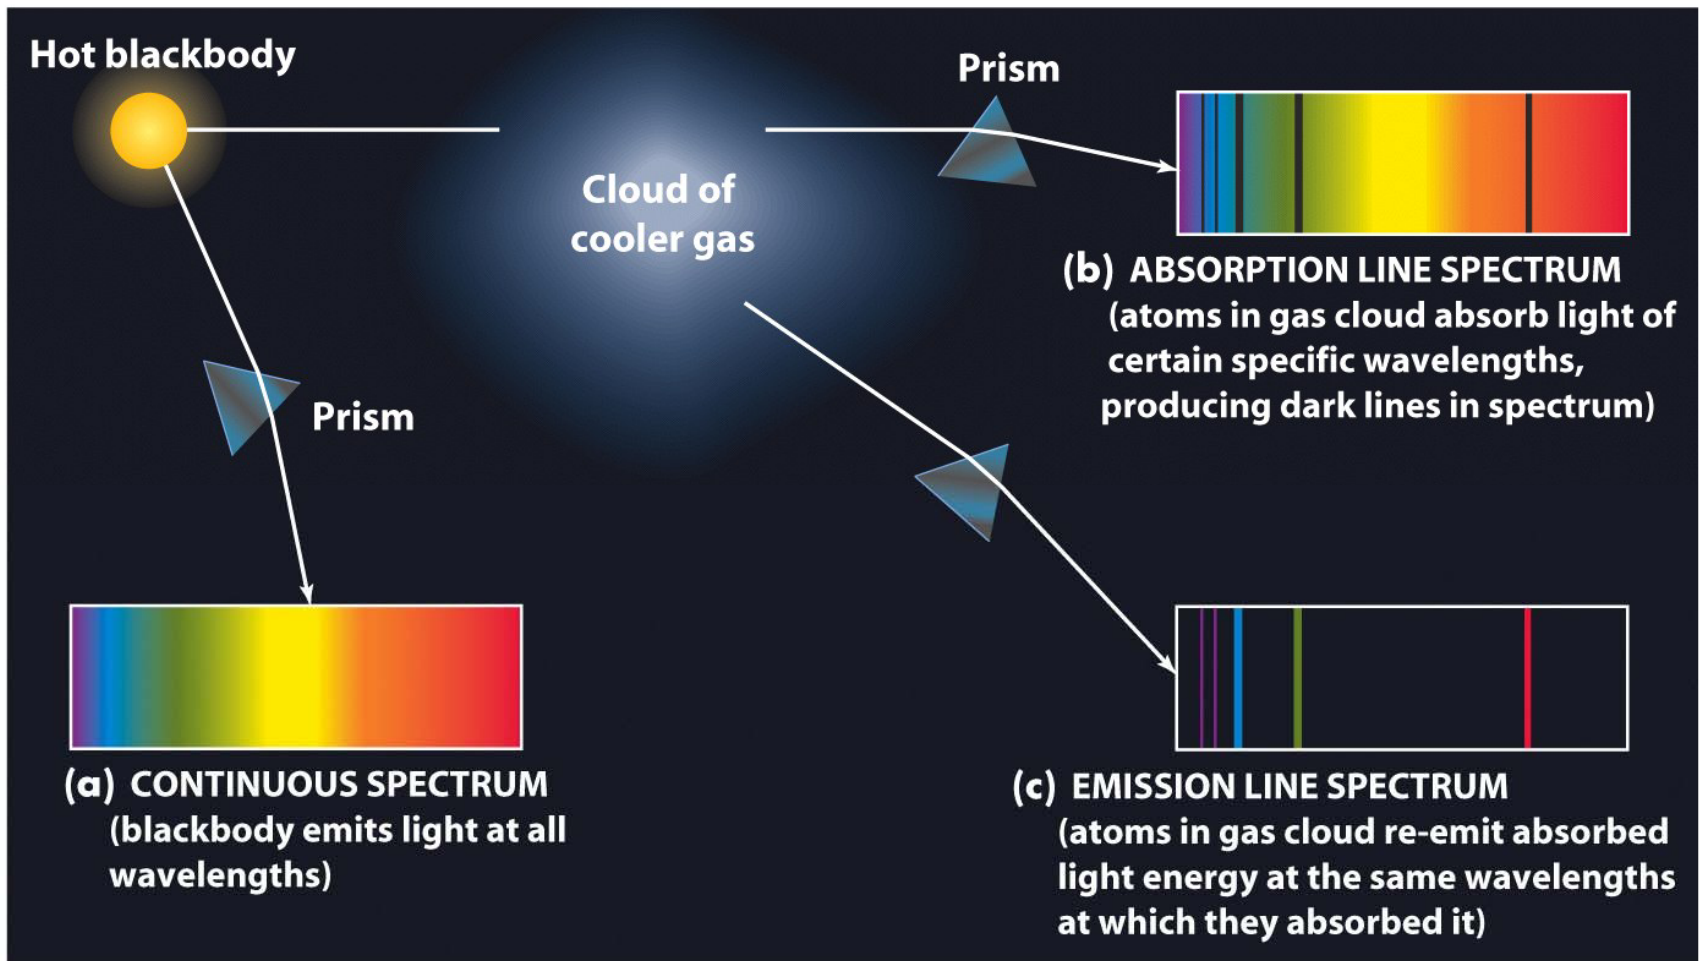 Hot blackbody
Prism
Cloud of
cooler gas
(b) ABSORPTION LINE SPECTRUM
(atoms in gas cloud absorb light of
certain specific wavelengths,
producing dark lines in spectrum)
Prism
(a) CONTINUOUS SPECTRUM
(blackbody emits light at all
wavelengths)
(c) EMISSION LINE SPECTRUM
(atoms in gas cloud re-emit absorbed
light energy at the same wavelengths
at which they absorbed it)